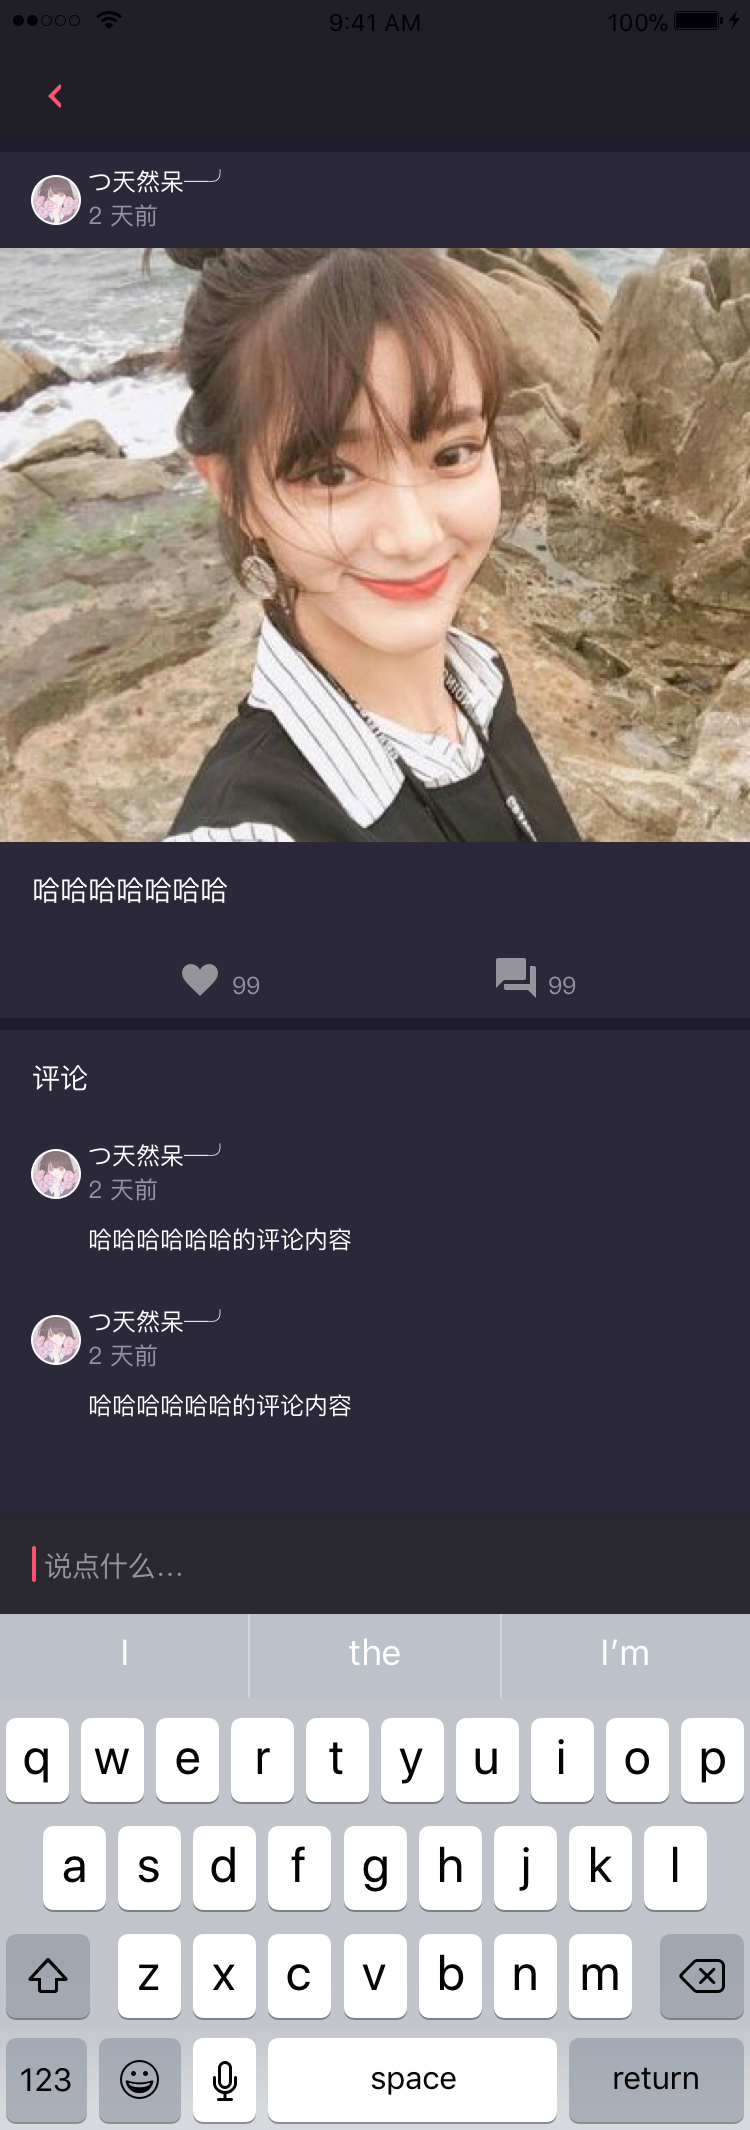 9:41 AM
100%
つ天然呆—╯
2 天前
哈哈哈哈哈哈哈
99
99
评论
つ天然呆—╯
2 天前
哈哈哈哈哈哈的评论内容
つ天然呆—╯
2 天前
哈哈哈哈哈哈的评论内容
说点什么...
I
the
I’m
q w e r t y u i o p
a s d f g h j k l
z x c v b n m
123
space
return